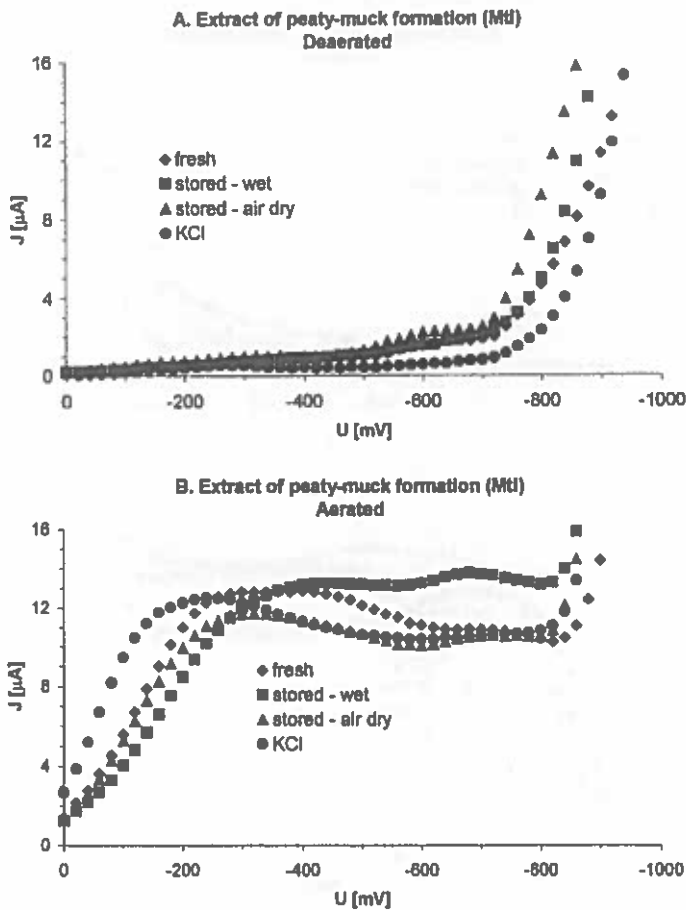 A. Extract of peaty-muck formation (MtI)
Deaerated
16
12
8
4
0
J [µA]
fresh
stored - wet
stored - air dry
KCl
0 -200 -400 -600 -800 -1000
U [mV]
B. Extract of peaty-muck formation (MtI)
Aerated
16
12
8
4
0
J [µA]
fresh
stored - wet
stored - air dry
KCl
0 -200 -400 -600 -800 -1000
U [mV]